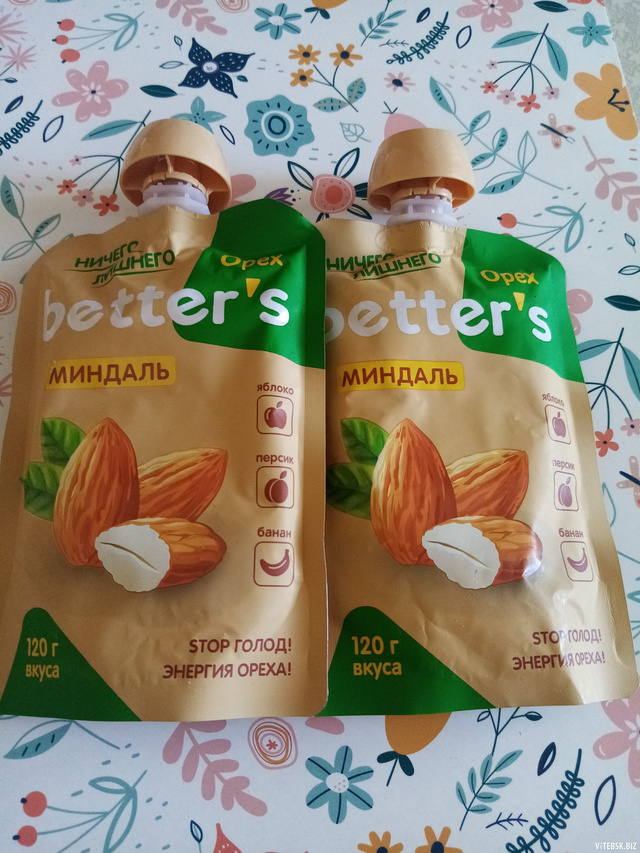 НИЧЕГО
ЛИШНЕГО
Орех
better's
МИНДАЛЬ
яблоко
персик
банан
120 г
вкуса
STOP ГОЛОД!
ЭНЕРГИЯ ОРЕХА!
НИЧЕГО
ЛИШНЕГО
Орех
better's
МИНДАЛЬ
яблоко
персик
банан
120 г
вкуса
STOP ГОЛОД!
ЭНЕРГИЯ ОРЕХА!
VITEBSK.BIZ